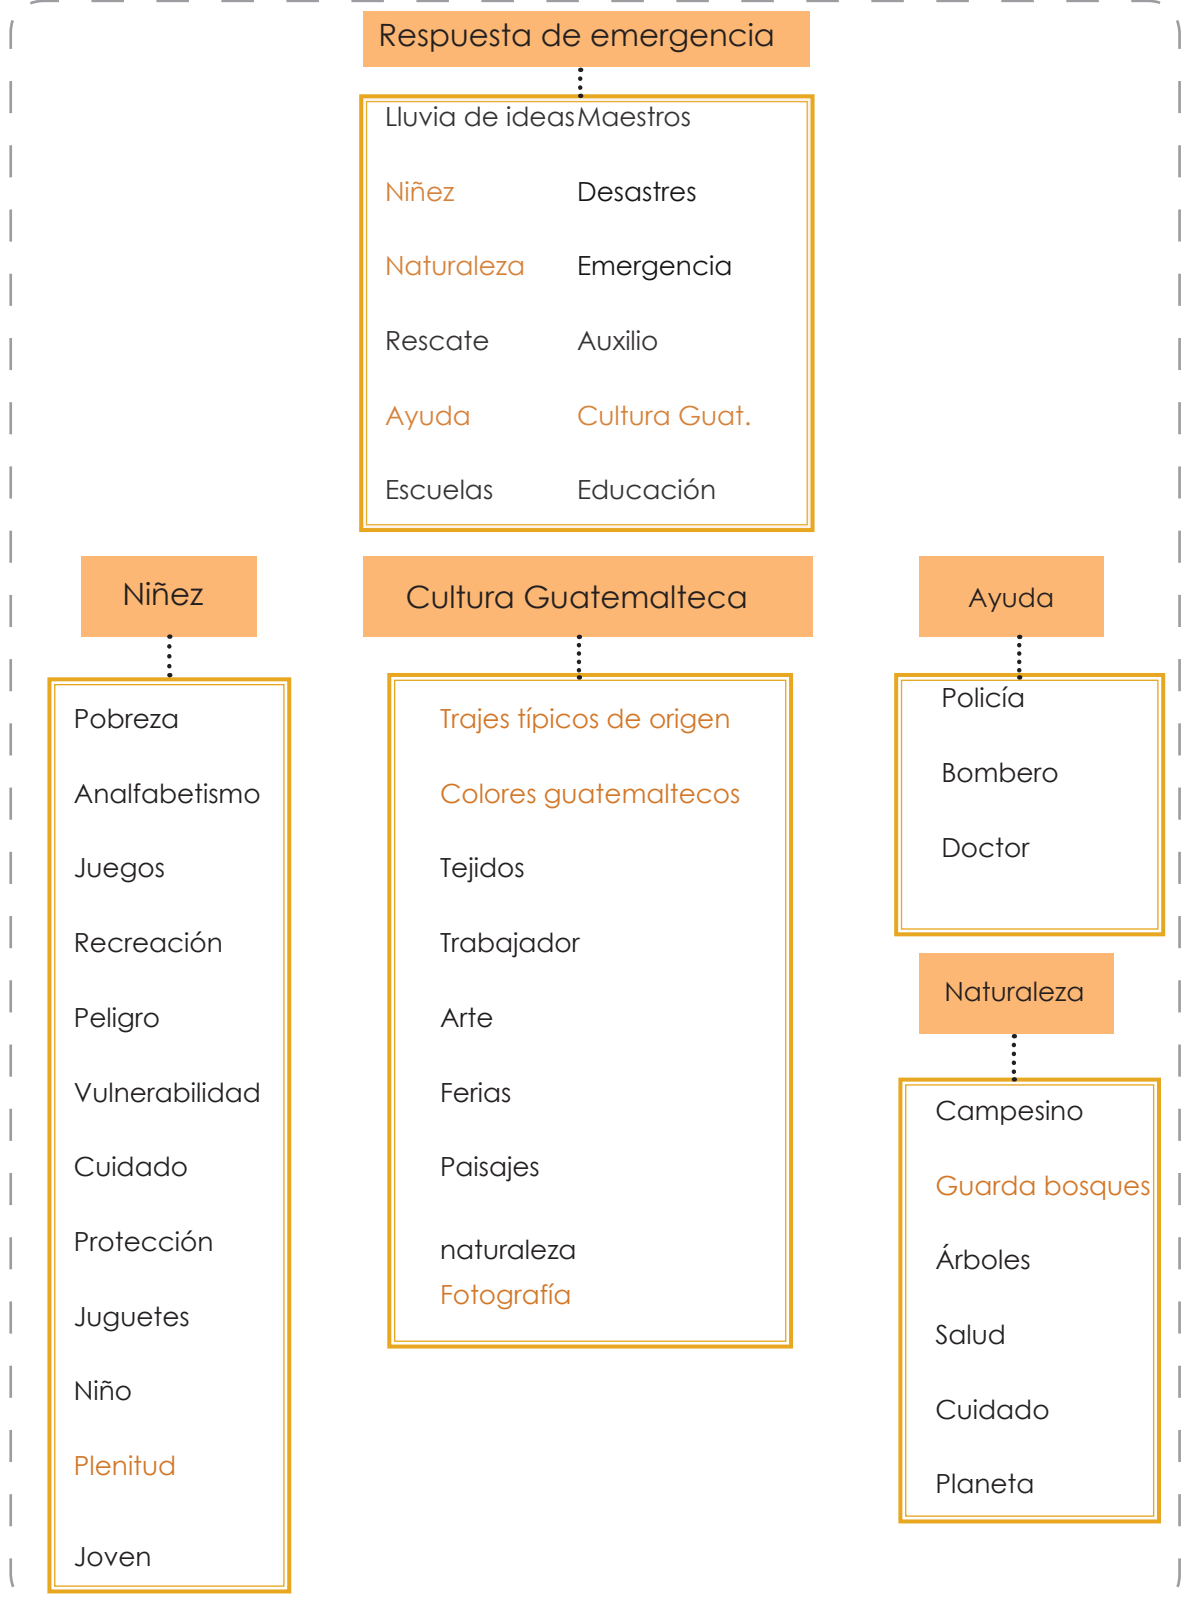 Respuesta de emergencia
Lluvia de ideas Maestros
Niñez Desastres
Naturaleza Emergencia
Rescate Auxilio
Ayuda Cultura Guat.
Escuelas Educación
Niñez
Pobreza
Analfabetismo
Juegos
Recreación
Peligro
Vulnerabilidad
Cuidado
Protección
Juguetes
Niño
Plenitud
Joven
Cultura Guatemalteca
Trajes típicos de origen
Colores guatemaltecos
Tejidos
Trabajador
Arte
Ferias
Paisajes
naturaleza
Fotografía
Ayuda
Policía
Bombero
Doctor
Naturaleza
Campesino
Guarda bosques
Árboles
Salud
Cuidado
Planeta